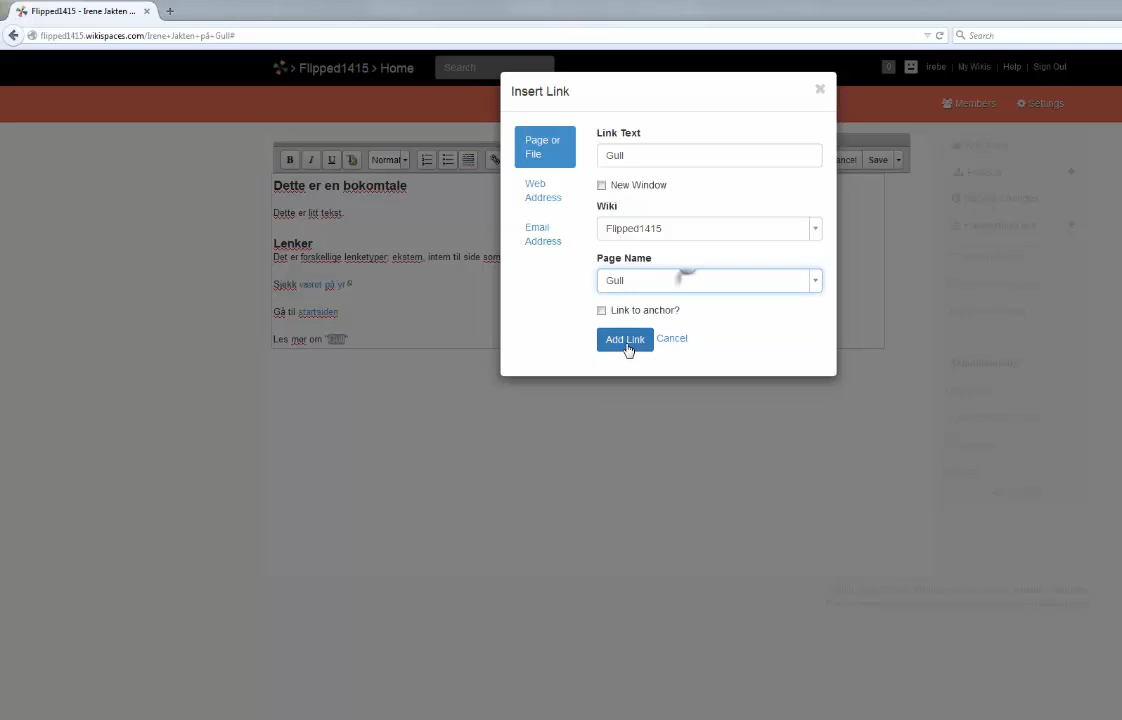 Flipped1415 - Irene Jakten ...
flipped1415.wikispaces.com/Irene+Jakten+på+Gull#
Search
Flipped1415 > Home
Search
0
irebe
My Wikis
Help
Sign Out
Members
Settings
Insert Link
Page or File
Web Address
Email Address
Link Text
Gull
New Window
Wiki
Flipped1415
Page Name
Gull
Link to anchor?
Add Link
Cancel
B I U
Normal
Save
Dette er en bokomtale
Dette er litt tekst.
Lenker
Det er forskellige lenketyper: ekstern, intern til side som
Sjekk været på yr
Gå til startsiden
Les mer om "Gull"